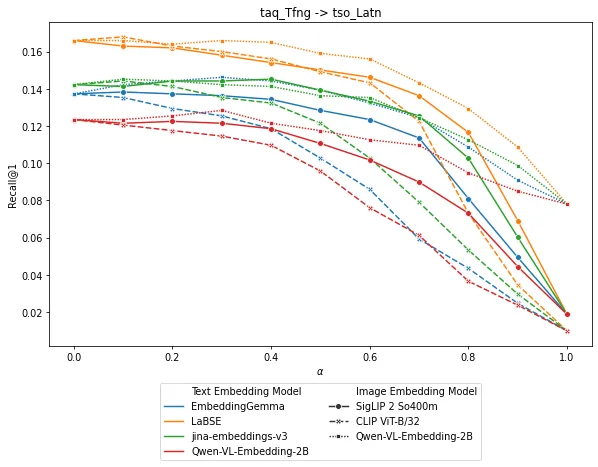 taq_Tfng -> tso_Latn
Recall@1
0.16
0.14
0.12
0.10
0.08
0.06
0.04
0.02
0.0
0.2
0.4
0.6
0.8
1.0
α
Text Embedding Model
EmbeddingGemma
LaBSE
jina-embeddings-v3
Qwen-VL-Embedding-2B
Image Embedding Model
SigLIP 2 So400m
CLIP ViT-B/32
Qwen-VL-Embedding-2B